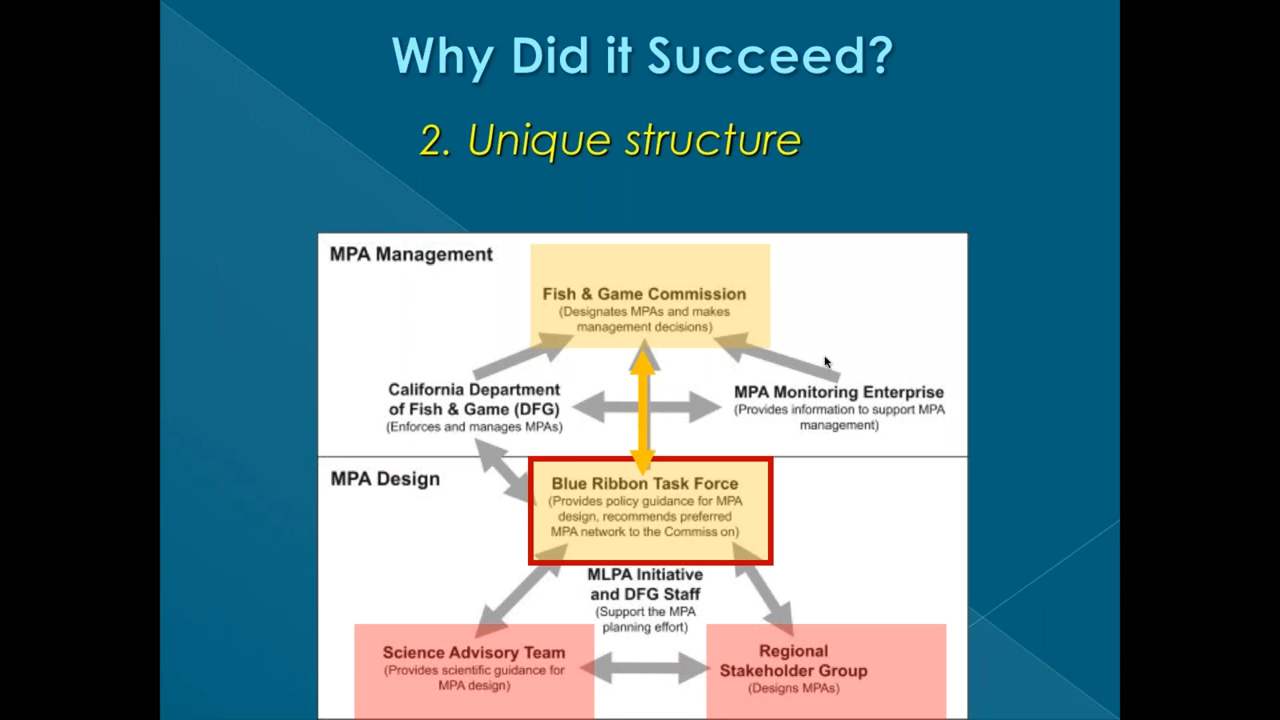 Why Did it Succeed?
2. Unique structure
MPA Management
Fish & Game Commission
(Designates MPAs and makes
management decisions)
California Department
of Fish & Game (DFG)
(Enforces and manages MPAs)
MPA Monitoring Enterprise
(Provides information to support MPA
management)
MPA Design
Blue Ribbon Task Force
(Provides policy guidance for MPA
design, recommends preferred
MPA network to the Commiss on)
MLPA Initiative
and DFG Staff
(Support the MPA
planning effort)
Science Advisory Team
(Provides scientific guidance for
MPA design)
Regional
Stakeholder Group
(Designs MPAs)